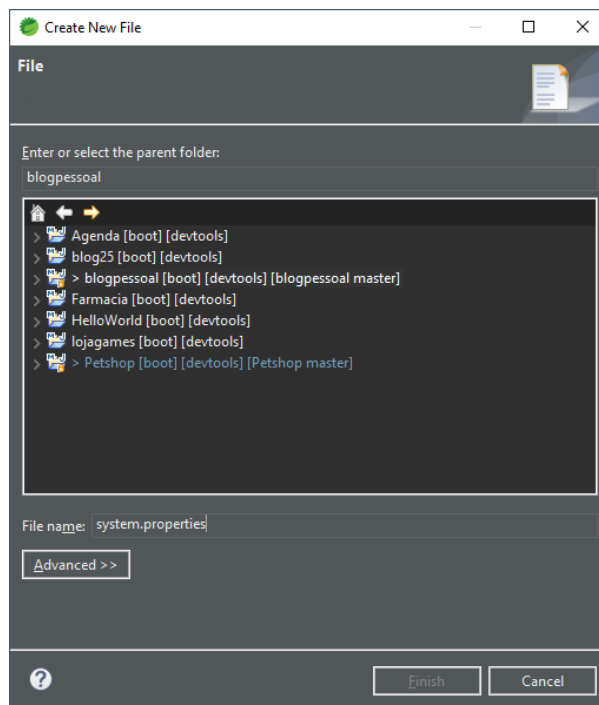 Create New File
File
Enter or select the parent folder:
blogpessoal
Agenda [boot] [devtools]
blog25 [boot] [devtools]
> blogpessoal [boot] [devtools] [blogpessoal master]
Farmacia [boot] [devtools]
HelloWorld [boot] [devtools]
lojagames [boot] [devtools]
> Petshop [boot] [devtools] [Petshop master]
File name: system.properties
Advanced >>
Finish Cancel